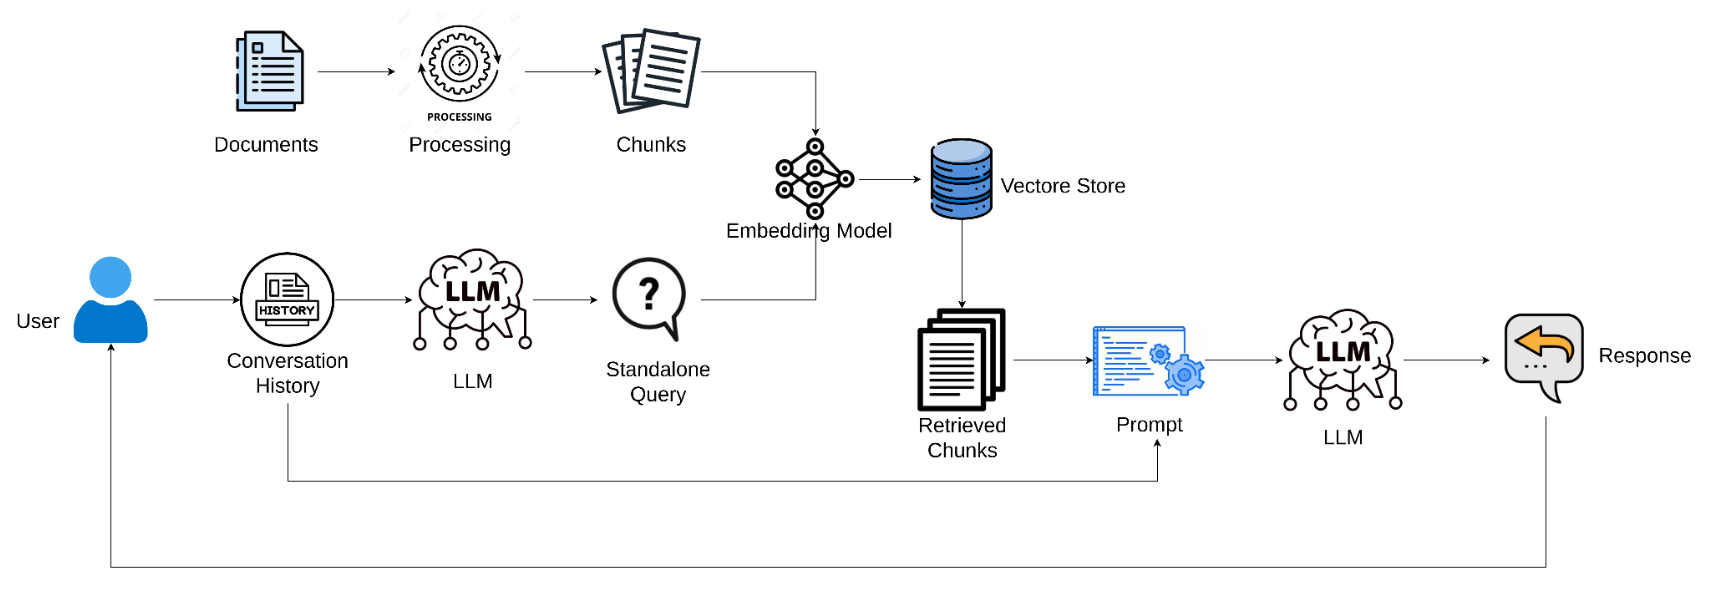 PROCESSING
Documents
Processing
Chunks
Vectore Store
Embedding Model
User
HISTORY
Conversation
History
LLM
LLM
?
Standalone
Query
Retrieved
Chunks
Prompt
LLM
LLM
Response